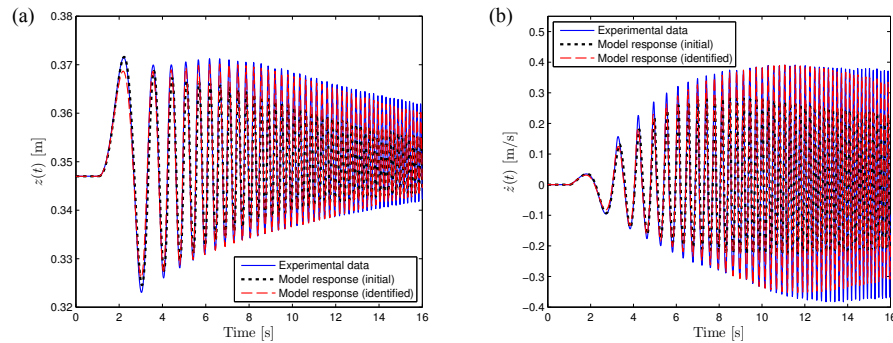 (a)
0.38
0.37
0.36
0.35
0.34
0.33
0.32
z(t) [m]
0 2 4 6 8 10 12 14 16
Time [s]
Experimental data
Model response (initial)
Model response (identified)
(b)
0.5
0.4
0.3
0.2
0.1
0
−0.1
−0.2
−0.3
−0.4
ż(t) [m/s]
0 2 4 6 8 10 12 14 16
Time [s]
Experimental data
Model response (initial)
Model response (identified)